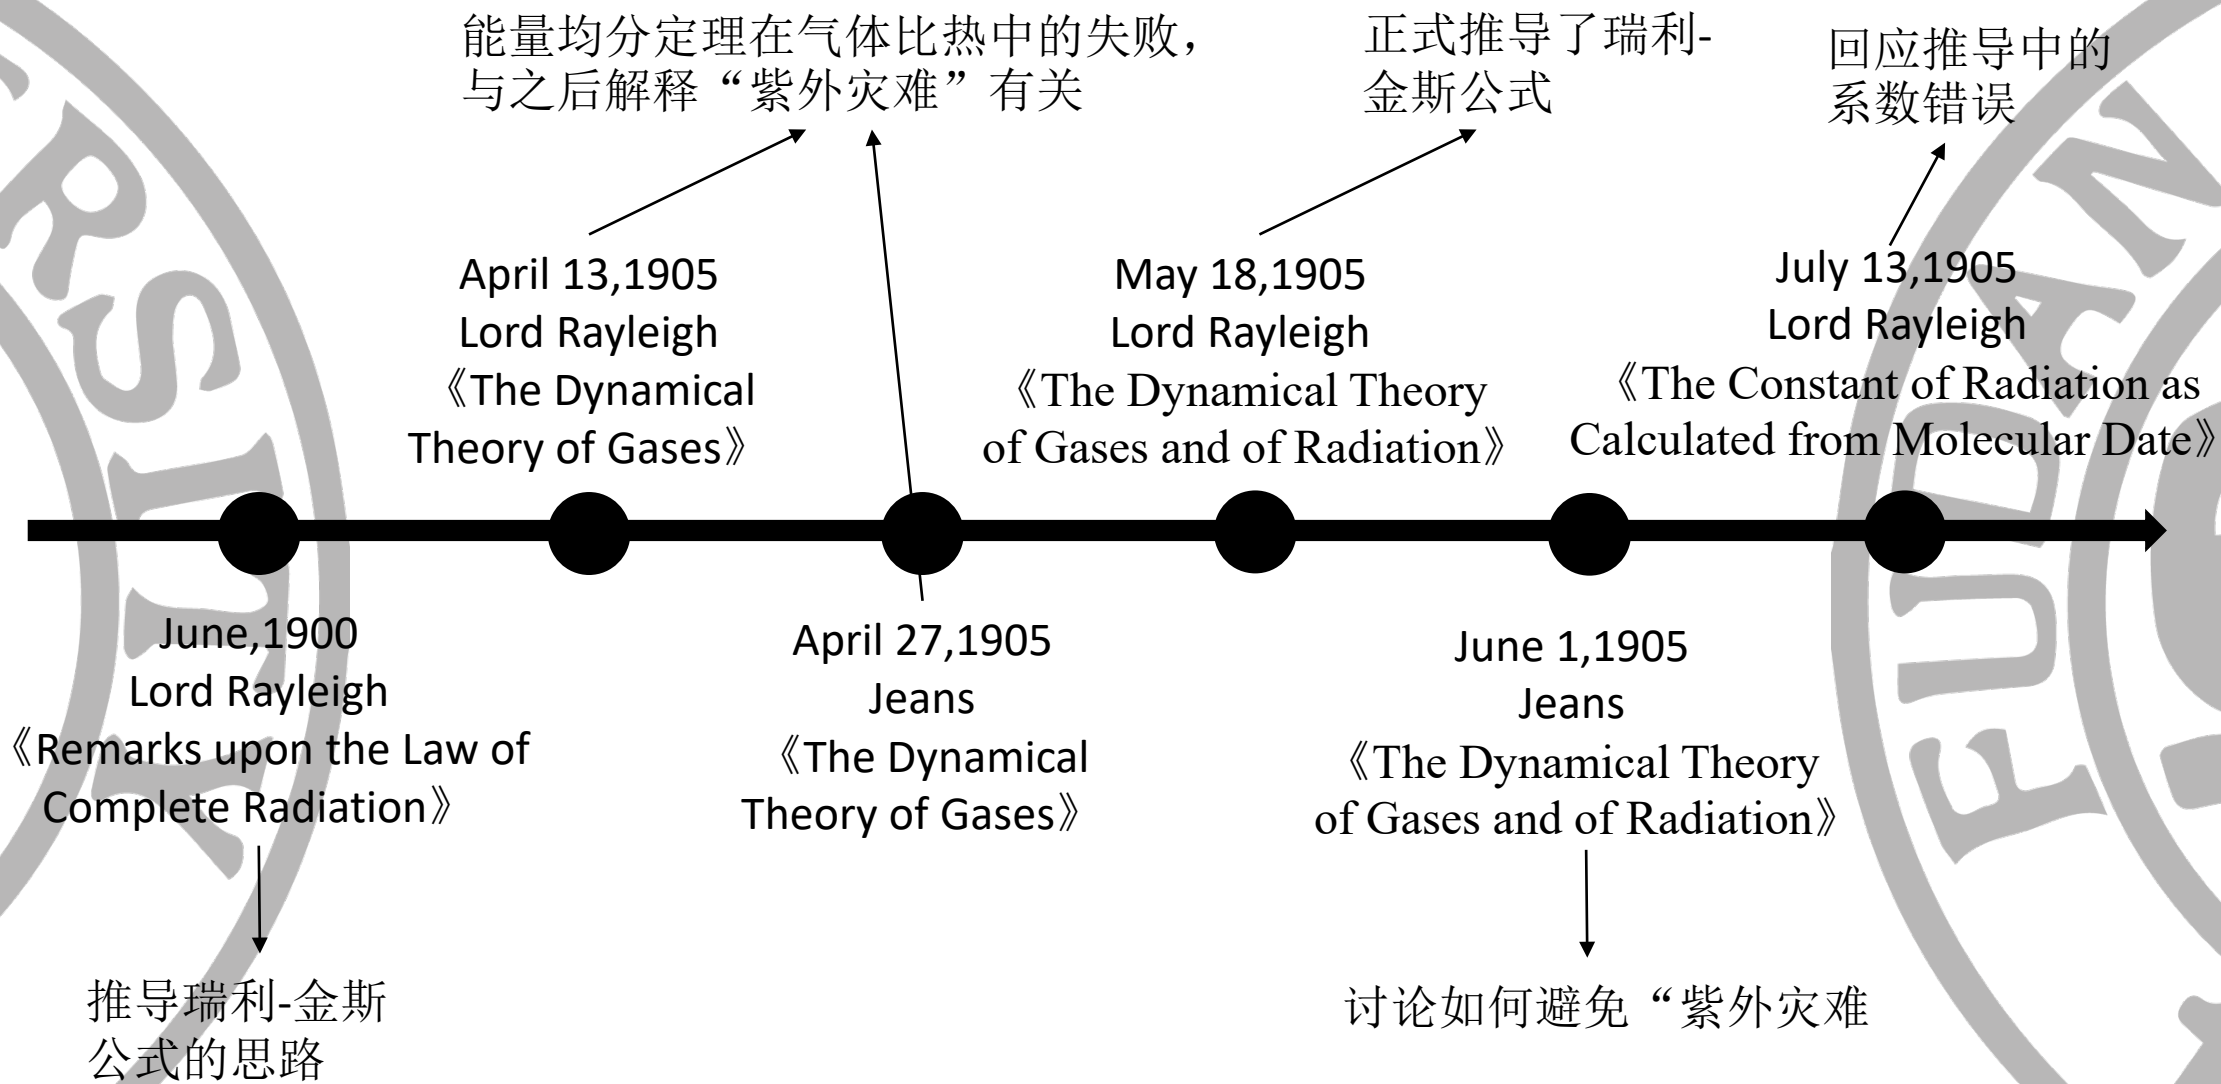 能量均分定理在气体比热中的失败，
与之后解释“紫外灾难”有关
正式推导了瑞利-
金斯公式
回应推导中的
系数错误
April 13,1905
Lord Rayleigh
《The Dynamical
Theory of Gases》
May 18,1905
Lord Rayleigh
《The Dynamical Theory
of Gases and of Radiation》
July 13,1905
Lord Rayleigh
《The Constant of Radiation as
Calculated from Molecular Date》
June,1900
Lord Rayleigh
《Remarks upon the Law of
Complete Radiation》
April 27,1905
Jeans
《The Dynamical
Theory of Gases》
June 1,1905
Jeans
《The Dynamical Theory
of Gases and of Radiation》
推导瑞利-金斯
公式的思路
讨论如何避免“紫外灾难
RSITY
FUDAN